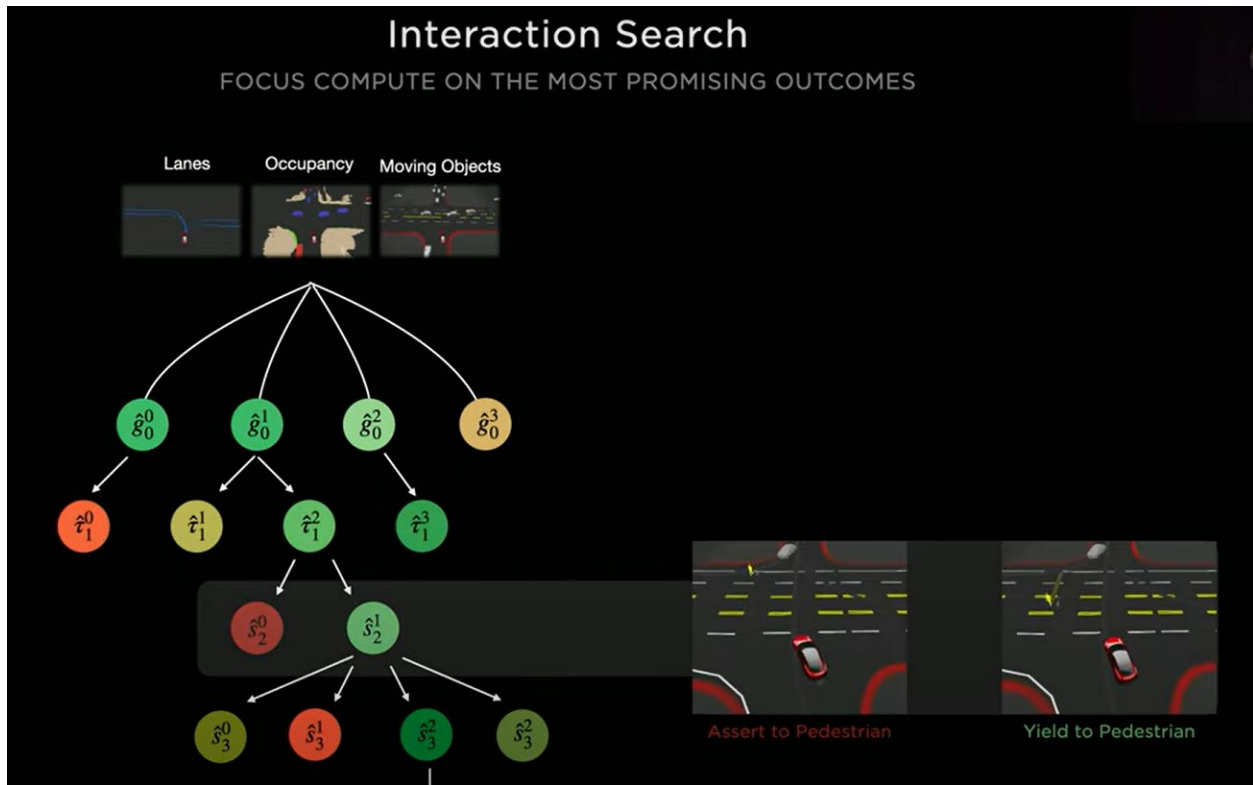 Interaction Search
FOCUS COMPUTE ON THE MOST PROMISING OUTCOMES
Lanes Occupancy Moving Objects
ĝ⁰₀ ĝ¹₀ ĝ²₀ ĝ³₀
τ̂⁰₁ τ̂¹₁ τ̂²₁ τ̂³₁
ŝ⁰₂ ŝ¹₂
ŝ⁰₃ ŝ¹₃ ŝ²₃ ŝ²₃
Assert to Pedestrian Yield to Pedestrian